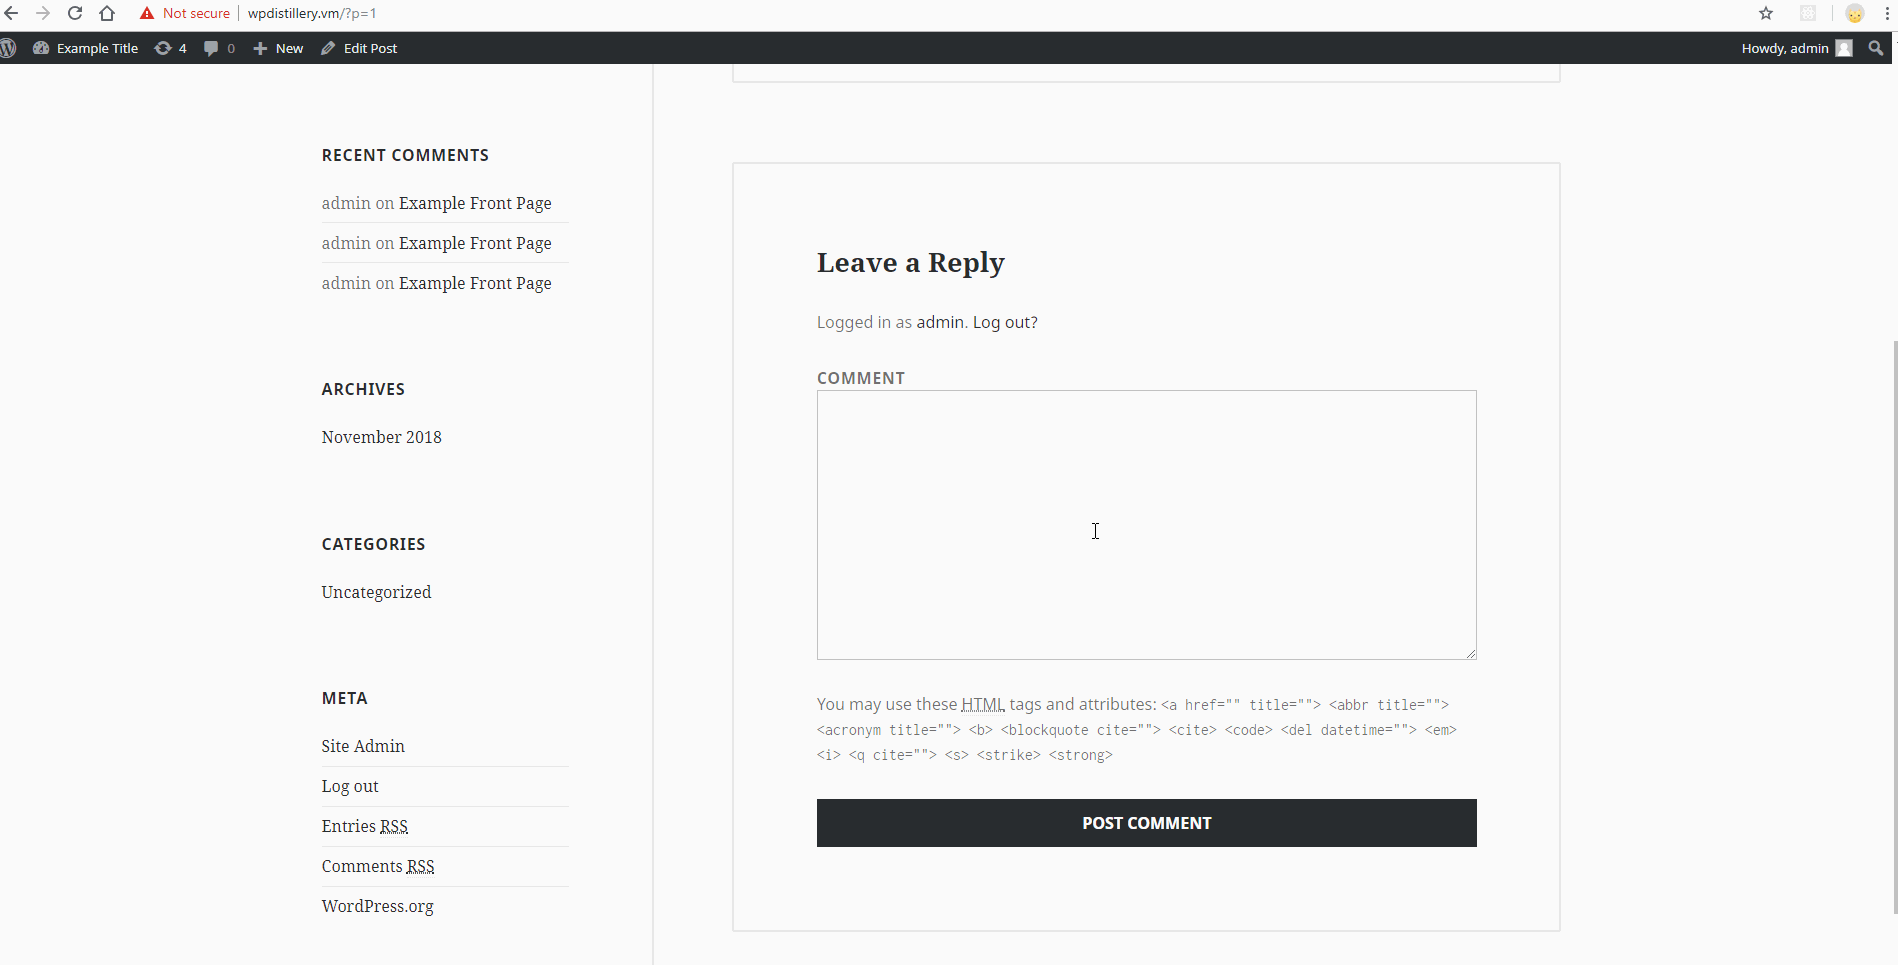 Not secure | wpdistillery.vm/?p=1
Example Title 4 0 New Edit Post Howdy, admin
RECENT COMMENTS
admin on Example Front Page
admin on Example Front Page
admin on Example Front Page
ARCHIVES
November 2018
CATEGORIES
Uncategorized
META
Site Admin
Log out
Entries RSS
Comments RSS
WordPress.org
Leave a Reply
Logged in as admin. Log out?
COMMENT
You may use these HTML tags and attributes: <a href="" title=""> <abbr title="">
<acronym title=""> <b> <blockquote cite=""> <cite> <code> <del datetime=""> <em>
<i> <q cite=""> <s> <strike> <strong>
POST COMMENT